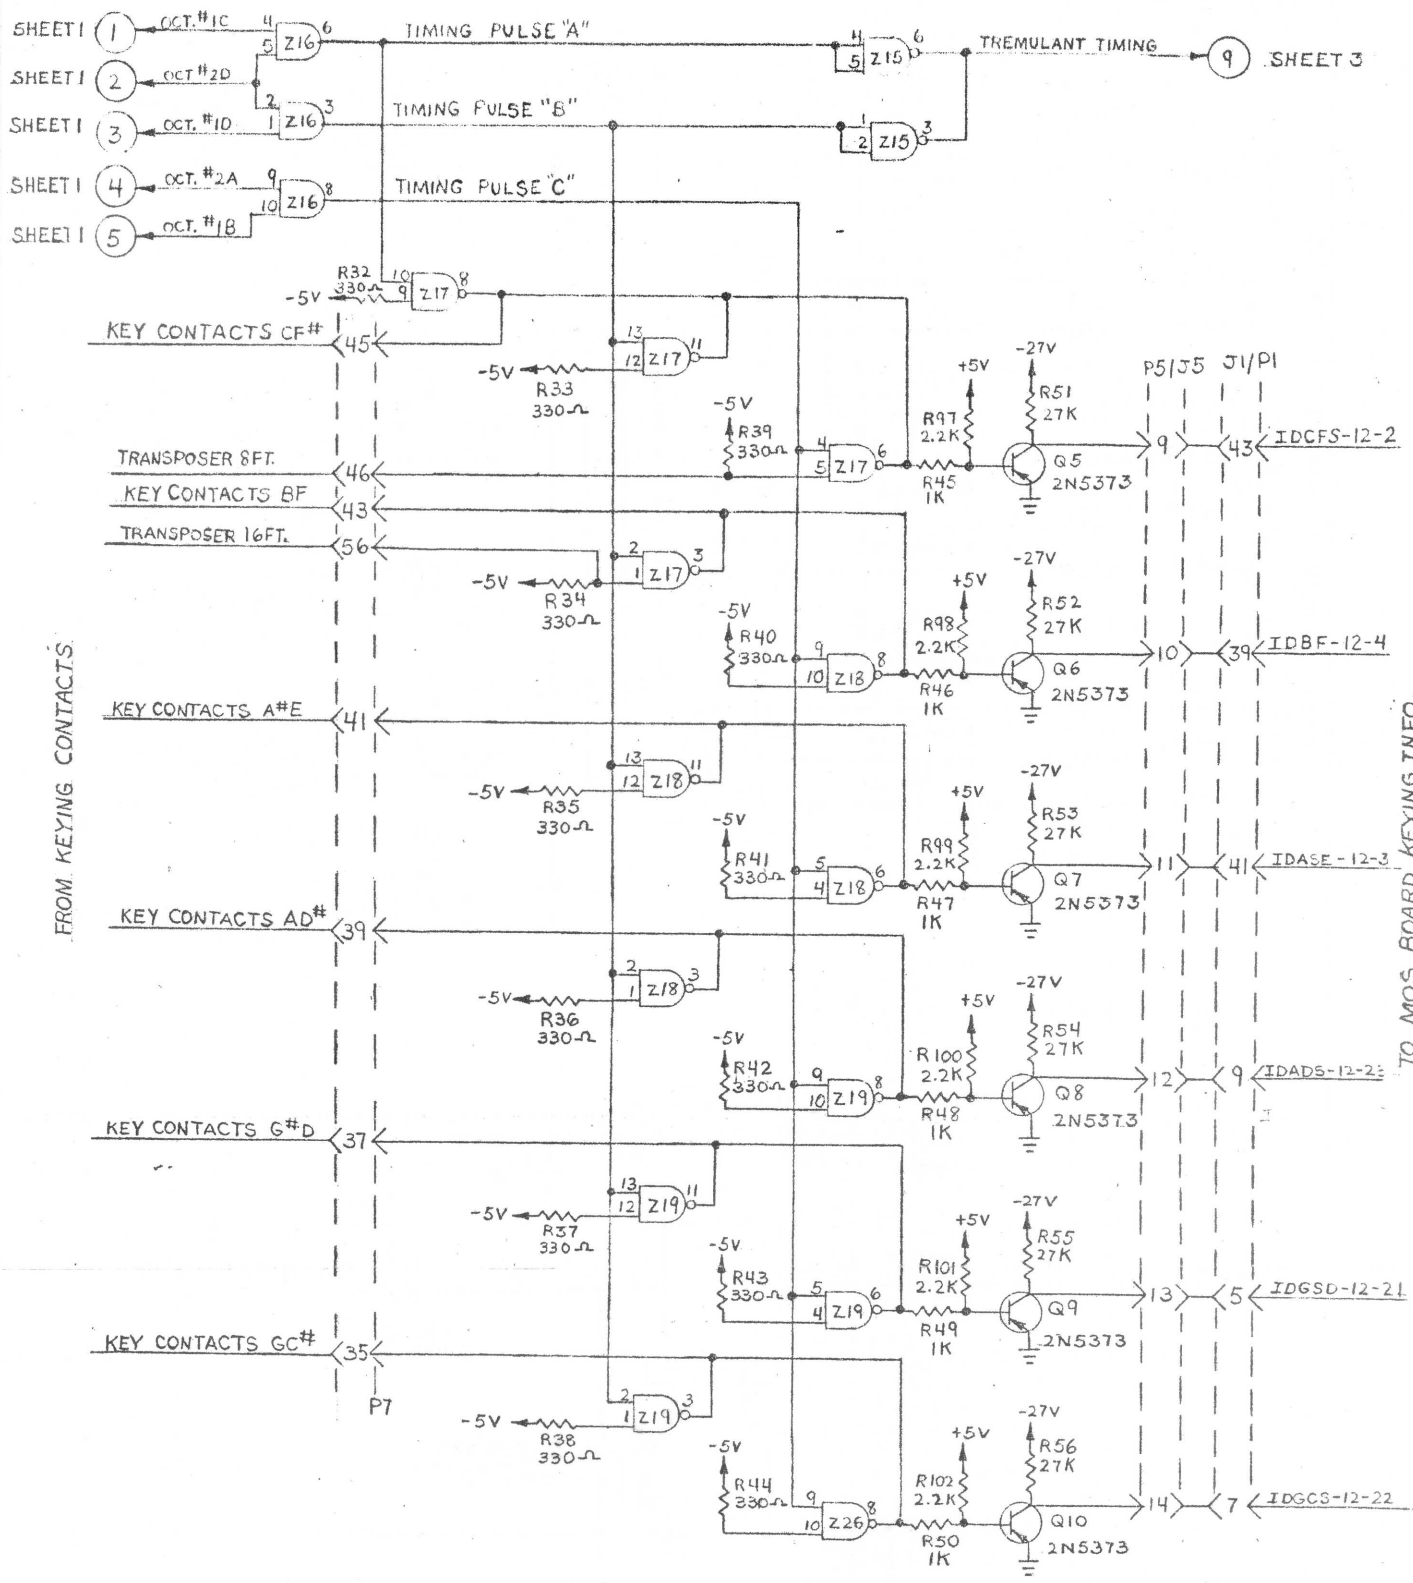 SHEET 1 1 OCT. #1C 4 Z16 6 TIMING PULSE "A" 4 Z15 6 TREMULANT TIMING 9 SHEET 3
5 5
SHEET 1 2 OCT #2D
2 Z16 3 TIMING PULSE "B" 1 Z15 3
SHEET 1 3 OCT. #1D 1 2
SHEET 1 4 OCT. #2A 9 Z16 8 TIMING PULSE "C"
10
SHEET 1 5 OCT. #1B
R32
330Ω
-5V 10 Z17 8
9
KEY CONTACTS CF# 45
13 Z17 11
12
-5V R33
330Ω
-5V
R39
330Ω
4 Z17 6
5
+5V
R97
2.2K
R45
1K
-27V
R51
27K
Q5
2N5373
P5/J5 J1/P1
9 43 IDCFS-12-2
TRANSPOSER 8FT. 46
KEY CONTACTS BF 43
TRANSPOSER 16FT. 56
2 Z17 3
1
-5V R34
330Ω
-5V
R40
330Ω
9 Z18 8
10
+5V
R98
2.2K
R46
1K
-27V
R52
27K
Q6
2N5373
10 39 IDBF-12-4
FROM KEYING CONTACTS
KEY CONTACTS A#E 41
13 Z18 11
12
-5V R35
330Ω
-5V
R41
330Ω
5 Z18 6
4
+5V
R99
2.2K
R47
1K
-27V
R53
27K
Q7
2N5373
11 41 IDASE-12-3
TO MOS BOARD KEYING INFO
KEY CONTACTS AD# 39
2 Z18 3
1
-5V R36
330Ω
-5V
R42
330Ω
9 Z19 8
10
+5V
R100
2.2K
R48
1K
-27V
R54
27K
Q8
2N5373
12 9 IDADS-12-2
KEY CONTACTS G#D 37
13 Z19 11
12
-5V R37
330Ω
-5V
R43
330Ω
5 Z19 6
4
+5V
R101
2.2K
R49
1K
-27V
R55
27K
Q9
2N5373
13 5 IDGSD-12-21
KEY CONTACTS GC# 35
P7
2 Z19 3
1
-5V R38
330Ω
-5V
R44
330Ω
9 Z26 8
10
+5V
R102
2.2K
R50
1K
-27V
R56
27K
Q10
2N5373
14 7 IDGCS-12-22